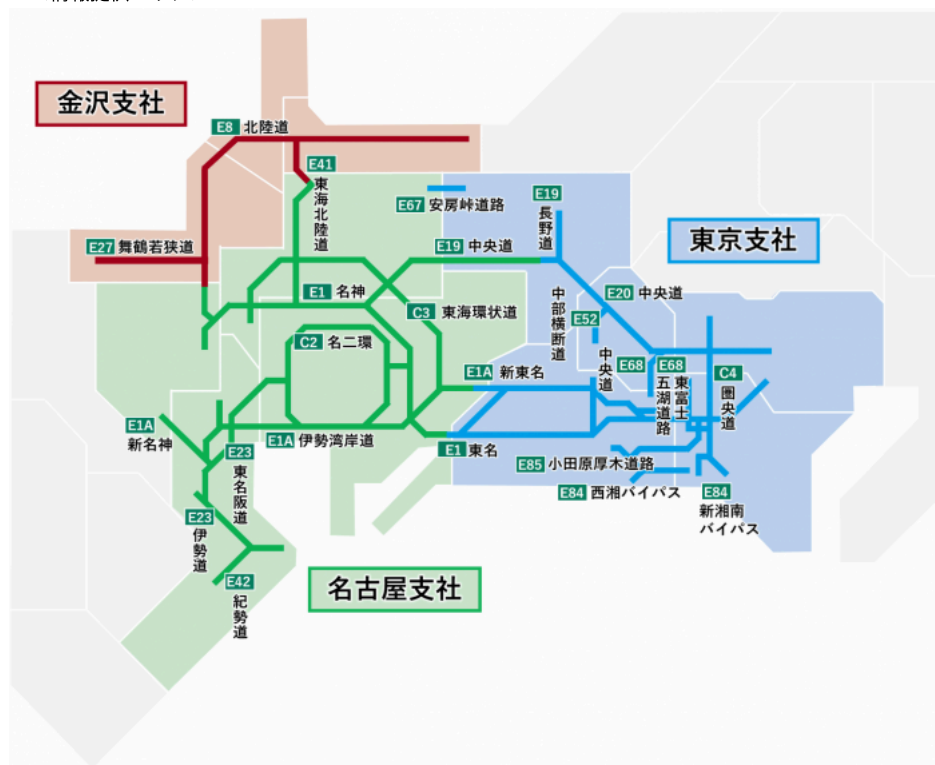 金沢支社
E8 北陸道
E41
東海北陸道
E67 安房峠道路
E19
長野道
東京支社
E27 舞鶴若狭道
E19 中央道
E1 名神
C3 東海環状道
中部横断道
E20 中央道
E52
C2 名二環
中央道
E68
E68
東富士
五湖道路
C4
圏央道
E1A 新東名
E1A
新名神
E1A 伊勢湾岸道
E1 東名
E23
東名阪道
E85 小田原厚木道路
E84 西湘バイパス
E84
新湘南
バイパス
E23
伊勢道
E42
紀勢道
名古屋支社